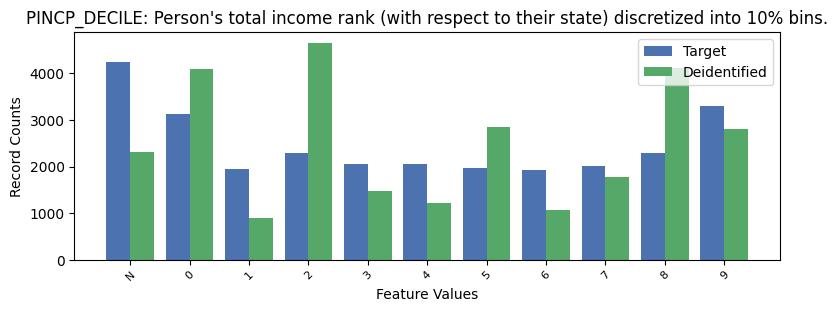 PINCP_DECILE: Person's total income rank (with respect to their state) discretized into 10% bins.
Target
Deidentified
Record Counts
4000
3000
2000
1000
0
N 0 1 2 3 4 5 6 7 8 9
Feature Values